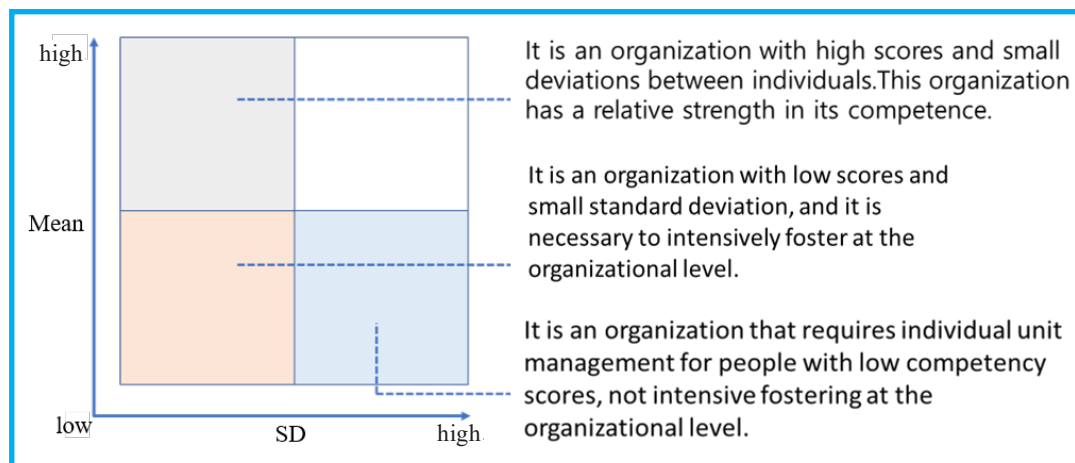 high
It is an organization with high scores and small
deviations between individuals.This organization
has a relative strength in its competence.
It is an organization with low scores and
small standard deviation, and it is
necessary to intensively foster at the
organizational level.
Mean
It is an organization that requires individual unit
management for people with low competency
scores, not intensive fostering at the
organizational level.
low
SD
high